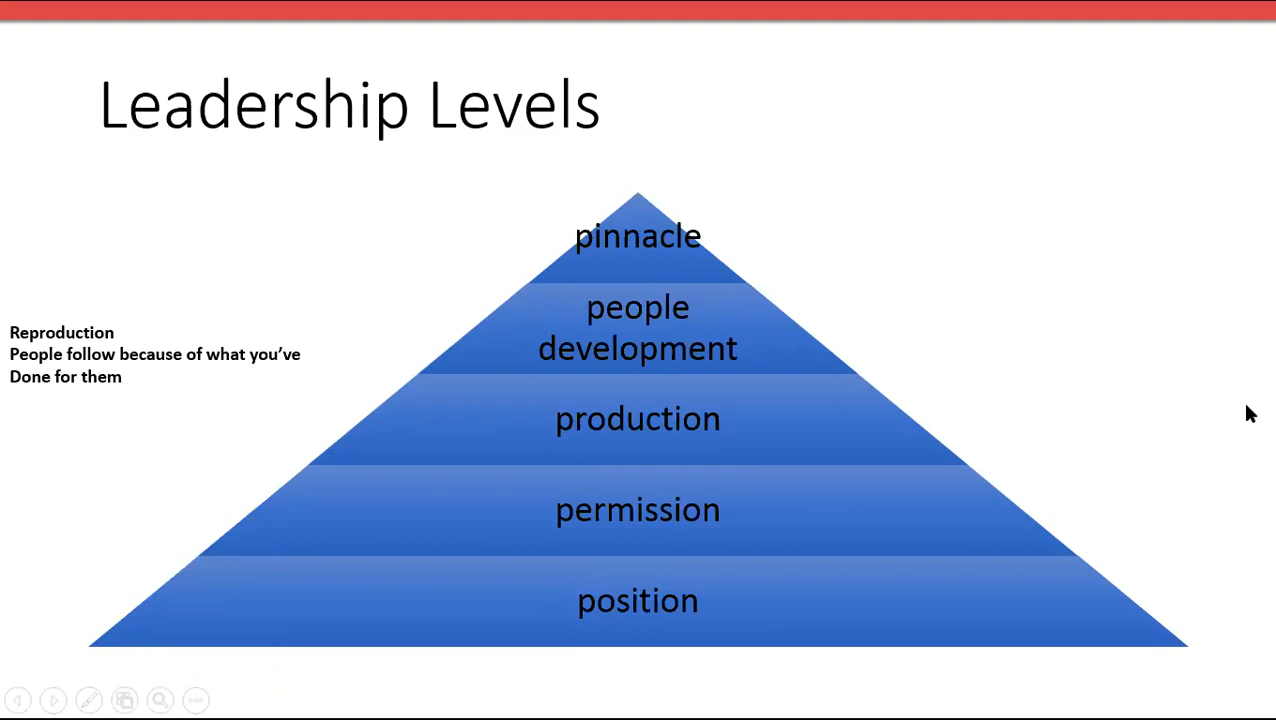 Leadership Levels
pinnacle
people
development
Reproduction
People follow because of what you've
Done for them
production
permission
position